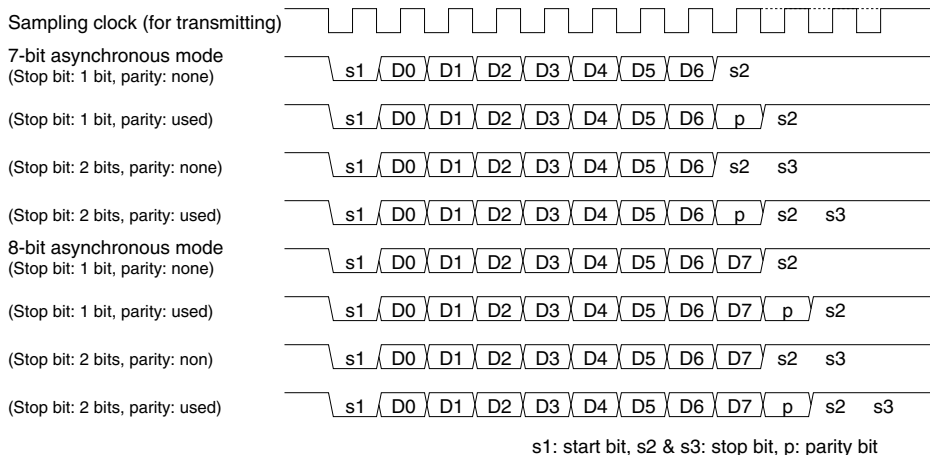 Sampling clock (for transmitting)
7-bit asynchronous mode
(Stop bit: 1 bit, parity: none)
s1 D0 D1 D2 D3 D4 D5 D6 s2
(Stop bit: 1 bit, parity: used)
s1 D0 D1 D2 D3 D4 D5 D6 p s2
(Stop bit: 2 bits, parity: none)
s1 D0 D1 D2 D3 D4 D5 D6 s2 s3
(Stop bit: 2 bits, parity: used)
s1 D0 D1 D2 D3 D4 D5 D6 p s2 s3
8-bit asynchronous mode
(Stop bit: 1 bit, parity: none)
s1 D0 D1 D2 D3 D4 D5 D6 D7 s2
(Stop bit: 1 bit, parity: used)
s1 D0 D1 D2 D3 D4 D5 D6 D7 p s2
(Stop bit: 2 bits, parity: non)
s1 D0 D1 D2 D3 D4 D5 D6 D7 s2 s3
(Stop bit: 2 bits, parity: used)
s1 D0 D1 D2 D3 D4 D5 D6 D7 p s2 s3
s1: start bit, s2 & s3: stop bit, p: parity bit